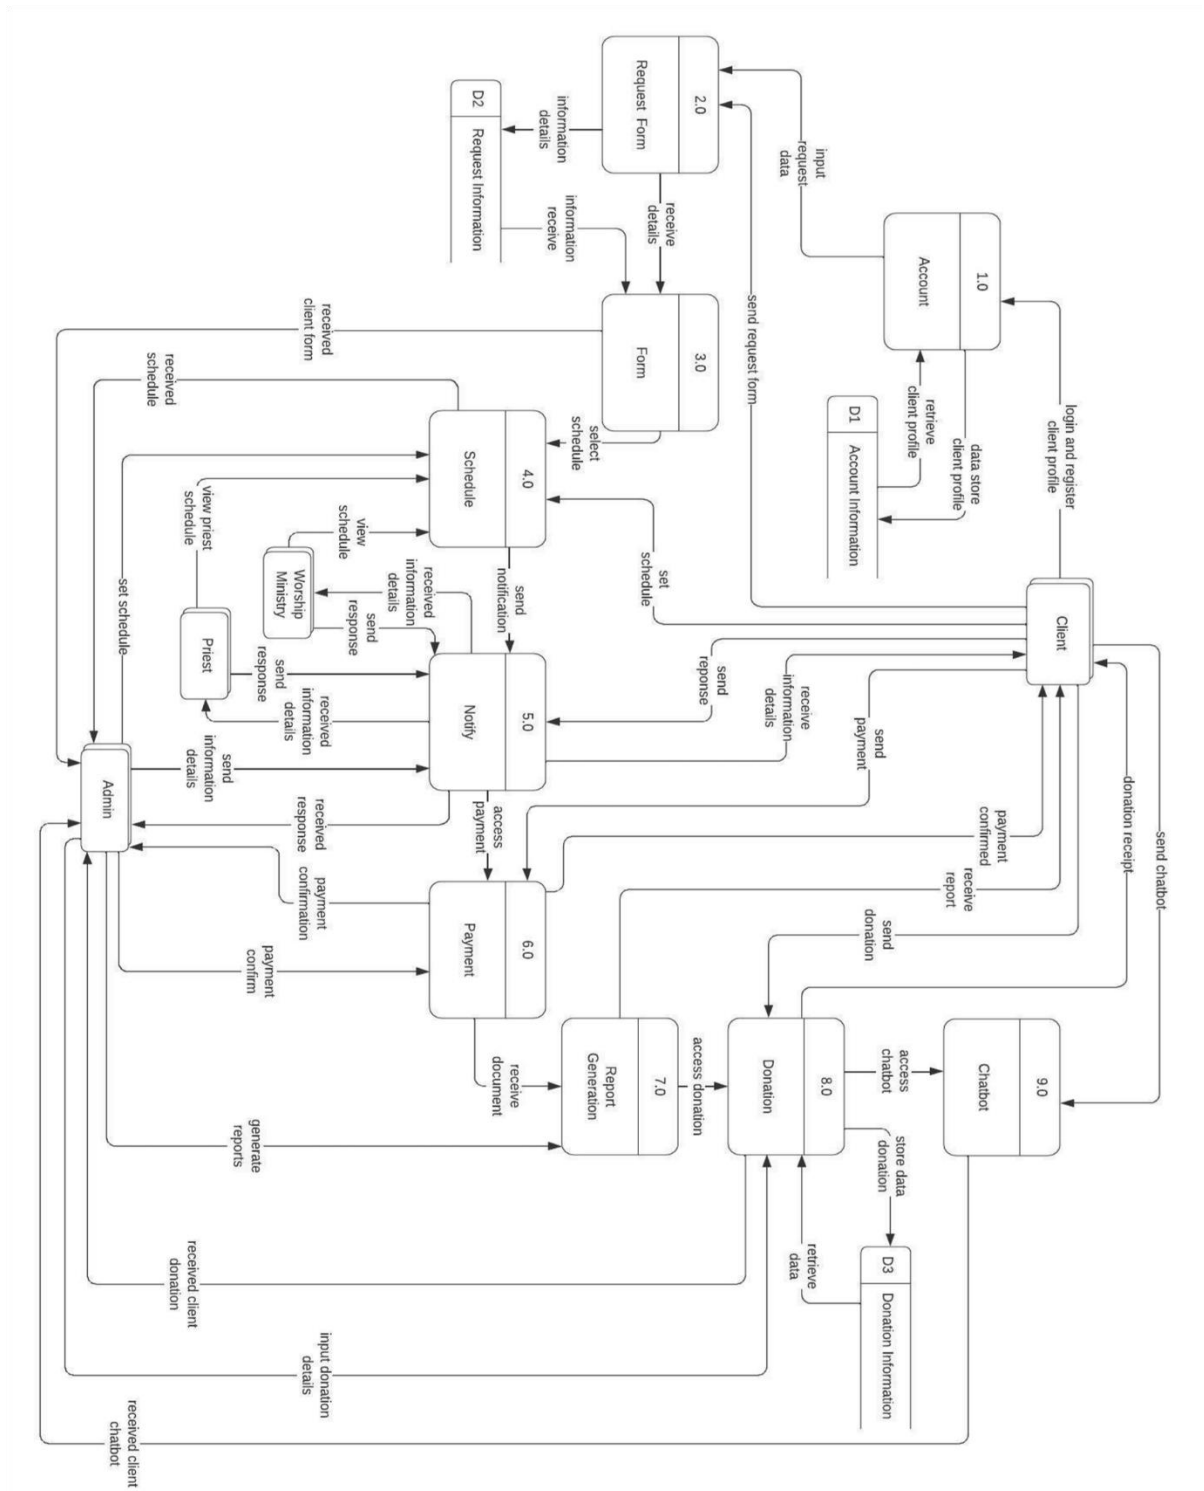 2.0
Request Form
D2
Request Information
information
details
information
receive
receive
details
input
request
data
1.0
Account
send request form
login and register
client profile
data store
client profile
retrieve
client profile
D1
Account Information
3.0
Form
received
client form
select
schedule
received
schedule
4.0
Schedule
set
schedule
view priest
schedule
view
schedule
set schedule
send
notification
Worship
Ministry
received
information
details
send
response
Priest
send
response
received
information
details
Client
5.0
Notify
send
reponse
receive
information
details
send
payment
send
information
details
Admin
received
response
access
payment
payment
confirmation
payment
confirm
6.0
Payment
payment
confirmed
receive
report
send
donation
donation receipt
send chatbot
receive
document
7.0
Report
Generation
generate
reports
access donation
8.0
Donation
access
chatbot
9.0
Chatbot
store data
donation
retrieve
data
D3
Donation Information
received client
donation
input donation
details
received client
chatbot